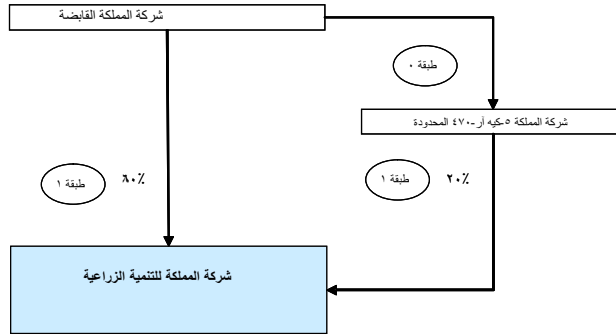 شركة المملكة القابضة
طبقة ٠
شركة المملكة ٥-كيه آر-٤٧٠ المحدودة
طبقة ١
٨٠٪
طبقة ١
٢٠٪
شركة المملكة للتنمية الزراعية